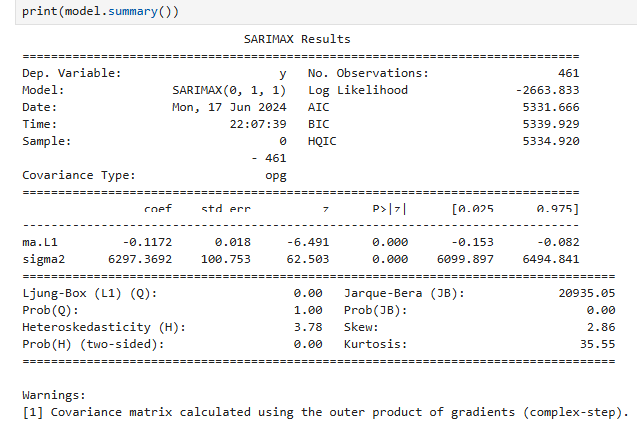 print(model.summary())
SARIMAX Results
==============================================================================
Dep. Variable: y No. Observations: 461
Model: SARIMAX(0, 1, 1) Log Likelihood -2663.833
Date: Mon, 17 Jun 2024 AIC 5331.666
Time: 22:07:39 BIC 5339.929
Sample: 0 HQIC 5334.920
- 461
Covariance Type: opg
==============================================================================
coef std err z P>|z| [0.025 0.975]
------------------------------------------------------------------------------
ma.L1 -0.1172 0.018 -6.491 0.000 -0.153 -0.082
sigma2 6297.3692 100.753 62.503 0.000 6099.897 6494.841
===================================================================================
Ljung-Box (L1) (Q): 0.00 Jarque-Bera (JB): 20935.05
Prob(Q): 1.00 Prob(JB): 0.00
Heteroskedasticity (H): 3.78 Skew: 2.86
Prob(H) (two-sided): 0.00 Kurtosis: 35.55
===================================================================================
Warnings:
[1] Covariance matrix calculated using the outer product of gradients (complex-step).